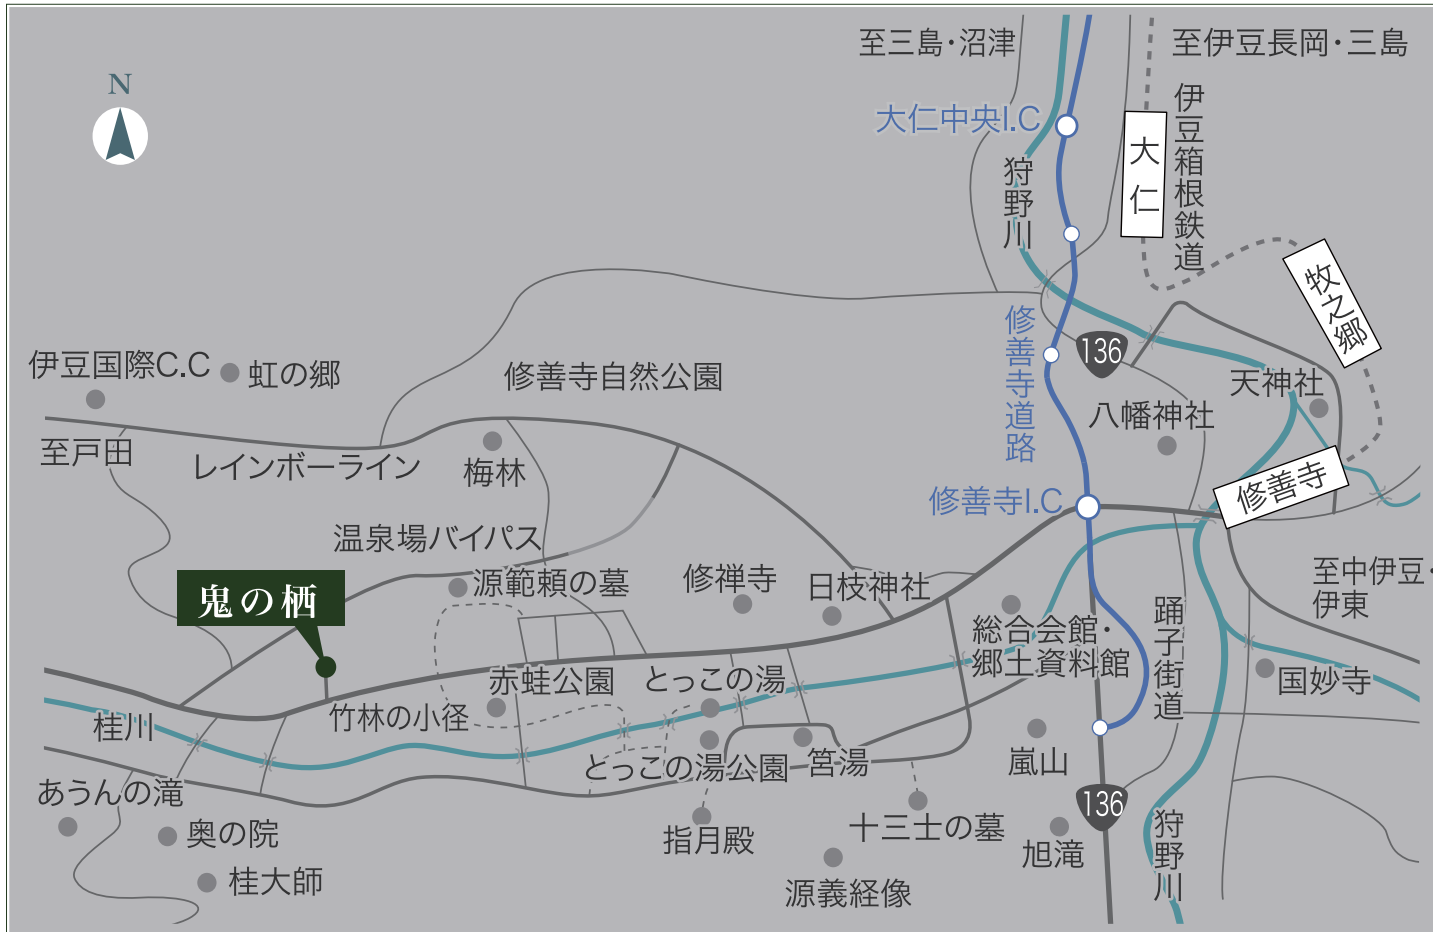 至三島・沼津
至伊豆長岡・三島
N
大仁中央I.C
伊豆箱根鉄道
大仁
狩野川
牧之郷
修善寺道路
136
伊豆国際C.C
虹の郷
修善寺自然公園
天神社
八幡神社
至戸田
レインボーライン
梅林
修善寺
修善寺I.C
温泉場バイパス
鬼の栖
源範頼の墓
修禅寺
日枝神社
至中伊豆・
伊東
総合会館・
郷土資料館
踊子街道
赤蛙公園
とっこの湯
国妙寺
竹林の小径
桂川
とっこの湯公園
筥湯
嵐山
あうんの滝
奥の院
指月殿
十三士の墓
136
旭滝
狩野川
桂大師
源義経像